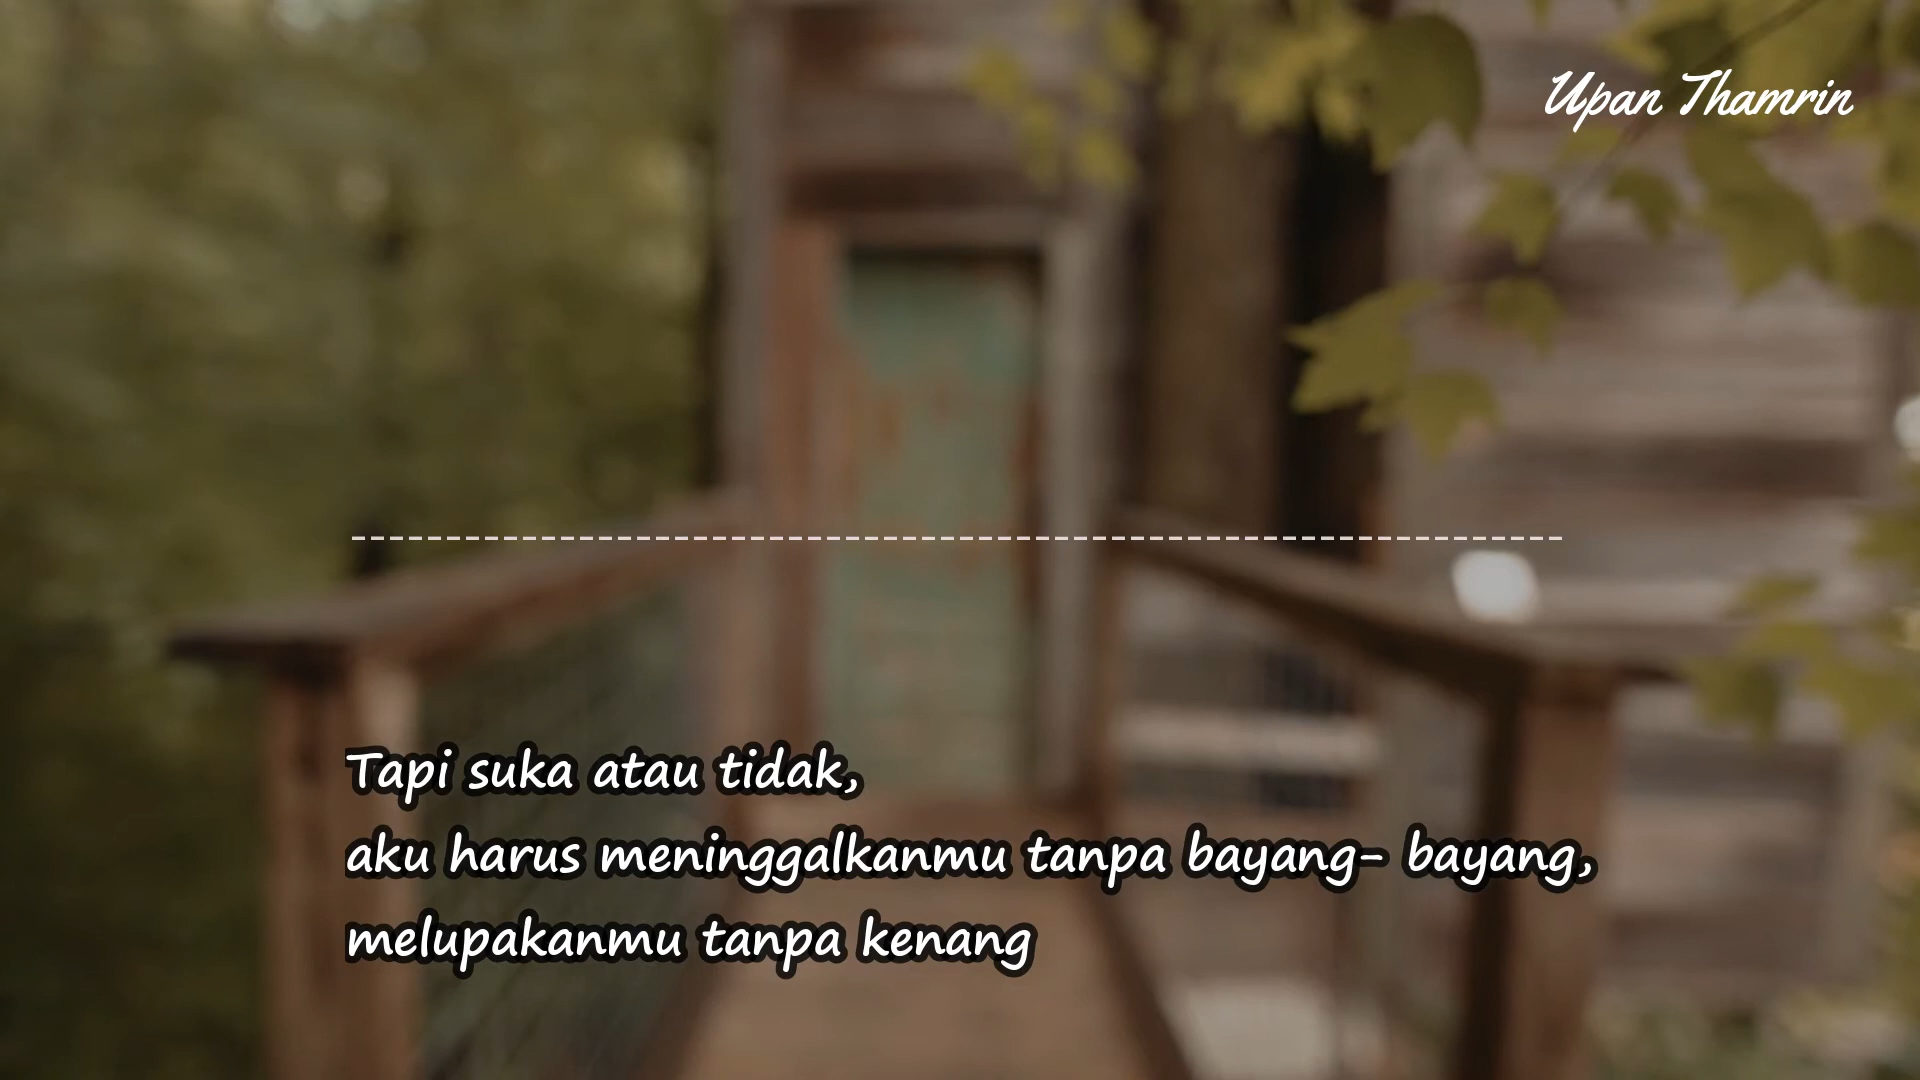 Upan Thamrin
Tapi suka atau tidak,
aku harus meninggalkanmu tanpa bayang- bayang,
melupakanmu tanpa kenang